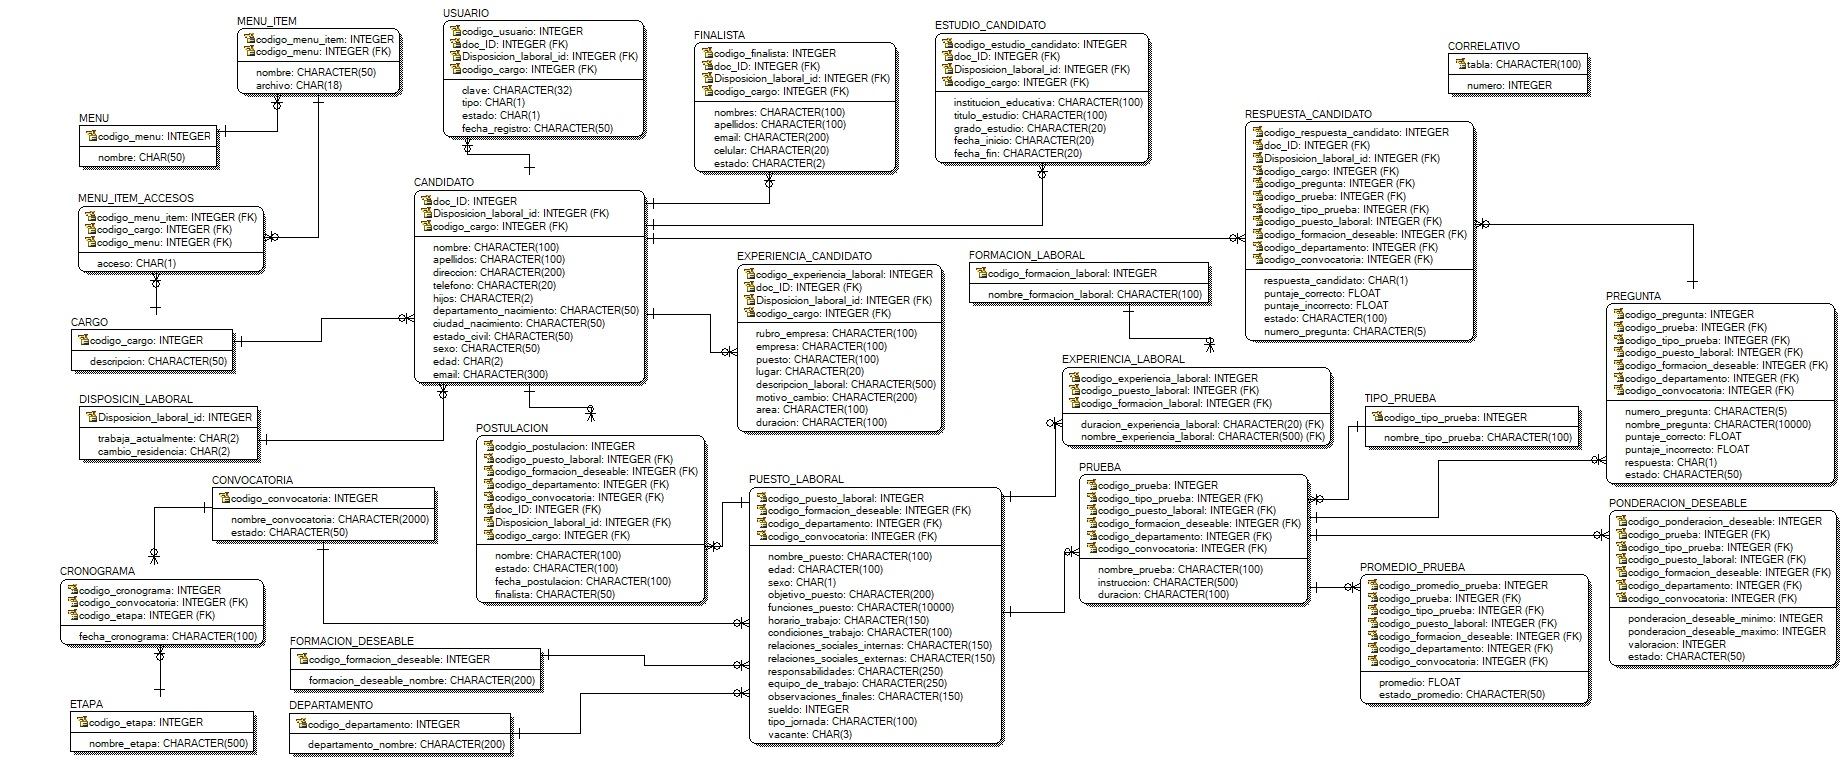 MENU_ITEM
codigo_menu_item: INTEGER
codigo_menu: INTEGER (FK)
nombre: CHARACTER(50)
archivo: CHAR(18)
USUARIO
codigo_usuario: INTEGER
doc_ID: INTEGER (FK)
Disposicion_laboral_id: INTEGER (FK)
codigo_cargo: INTEGER (FK)
clave: CHARACTER(32)
tipo: CHAR(1)
estado: CHAR(1)
fecha_registro: CHARACTER(50)
FINALISTA
codigo_finalista: INTEGER
doc_ID: INTEGER (FK)
Disposicion_laboral_id: INTEGER (FK)
codigo_cargo: INTEGER (FK)
nombres: CHARACTER(100)
apellidos: CHARACTER(100)
email: CHARACTER(200)
celular: CHARACTER(20)
estado: CHARACTER(2)
ESTUDIO_CANDIDATO
codigo_estudio_candidato: INTEGER
doc_ID: INTEGER (FK)
Disposicion_laboral_id: INTEGER (FK)
codigo_cargo: INTEGER (FK)
institucion_educativa: CHARACTER(100)
titulo_estudio: CHARACTER(100)
grado_estudio: CHARACTER(20)
fecha_inicio: CHARACTER(20)
fecha_fin: CHARACTER(20)
CORRELATIVO
tabla: CHARACTER(100)
numero: INTEGER
MENU
codigo_menu: INTEGER
nombre: CHAR(50)
RESPUESTA_CANDIDATO
codigo_respuesta_candidato: INTEGER
doc_ID: INTEGER (FK)
Disposicion_laboral_id: INTEGER (FK)
codigo_cargo: INTEGER (FK)
codigo_pregunta: INTEGER (FK)
codigo_prueba: INTEGER (FK)
codigo_tipo_prueba: INTEGER (FK)
codigo_puesto_laboral: INTEGER (FK)
codigo_formacion_deseable: INTEGER (FK)
codigo_departamento: INTEGER (FK)
codigo_convocatoria: INTEGER (FK)
respuesta_candidato: CHAR(1)
puntaje_correcto: FLOAT
puntaje_incorrecto: FLOAT
estado: CHARACTER(100)
numero_pregunta: CHARACTER(5)
MENU_ITEM_ACCESOS
codigo_menu_item: INTEGER (FK)
codigo_cargo: INTEGER (FK)
codigo_menu: INTEGER (FK)
acceso: CHAR(1)
CANDIDATO
doc_ID: INTEGER
Disposicion_laboral_id: INTEGER (FK)
codigo_cargo: INTEGER (FK)
nombre: CHARACTER(100)
apellidos: CHARACTER(100)
direccion: CHARACTER(200)
telefono: CHARACTER(20)
hijos: CHARACTER(2)
departamento_nacimiento: CHARACTER(50)
ciudad_nacimiento: CHARACTER(50)
estado_civil: CHARACTER(50)
sexo: CHARACTER(50)
edad: CHAR(2)
email: CHARACTER(300)
EXPERIENCIA_CANDIDATO
codigo_experiencia_laboral: INTEGER
doc_ID: INTEGER (FK)
Disposicion_laboral_id: INTEGER (FK)
codigo_cargo: INTEGER (FK)
rubro_empresa: CHARACTER(100)
empresa: CHARACTER(100)
puesto: CHARACTER(100)
lugar: CHARACTER(20)
descripcion_laboral: CHARACTER(500)
motivo_cambio: CHARACTER(200)
area: CHARACTER(100)
duracion: CHARACTER(100)
FORMACION_LABORAL
codigo_formacion_laboral: INTEGER
nombre_formacion_laboral: CHARACTER(100)
PREGUNTA
codigo_pregunta: INTEGER
codigo_prueba: INTEGER (FK)
codigo_tipo_prueba: INTEGER (FK)
codigo_puesto_laboral: INTEGER (FK)
codigo_formacion_deseable: INTEGER (FK)
codigo_departamento: INTEGER (FK)
codigo_convocatoria: INTEGER (FK)
numero_pregunta: CHARACTER(5)
nombre_pregunta: CHARACTER(10000)
puntaje_correcto: FLOAT
puntaje_incorrecto: FLOAT
respuesta: CHAR(1)
estado: CHARACTER(50)
CARGO
codigo_cargo: INTEGER
descripcion: CHARACTER(50)
EXPERIENCIA_LABORAL
codigo_experiencia_laboral: INTEGER
codigo_puesto_laboral: INTEGER (FK)
codigo_formacion_laboral: INTEGER (FK)
duracion_experiencia_laboral: CHARACTER(20) (FK)
nombre_experiencia_laboral: CHARACTER(500) (FK)
DISPOSICIN_LABORAL
Disposicion_laboral_id: INTEGER
trabaja_actualmente: CHAR(2)
cambio_residencia: CHAR(2)
TIPO_PRUEBA
codigo_tipo_prueba: INTEGER
nombre_tipo_prueba: CHARACTER(100)
POSTULACION
codgio_postulacion: INTEGER
codigo_puesto_laboral: INTEGER (FK)
codigo_formacion_deseable: INTEGER (FK)
codigo_departamento: INTEGER (FK)
codigo_convocatoria: INTEGER (FK)
doc_ID: INTEGER (FK)
Disposicion_laboral_id: INTEGER (FK)
codigo_cargo: INTEGER (FK)
nombre: CHARACTER(100)
estado: CHARACTER(100)
fecha_postulacion: CHARACTER(100)
finalista: CHARACTER(50)
CONVOCATORIA
codigo_convocatoria: INTEGER
nombre_convocatoria: CHARACTER(2000)
estado: CHARACTER(50)
PUESTO_LABORAL
codigo_puesto_laboral: INTEGER
codigo_formacion_deseable: INTEGER (FK)
codigo_departamento: INTEGER (FK)
codigo_convocatoria: INTEGER (FK)
nombre_puesto: CHARACTER(100)
edad: CHARACTER(100)
sexo: CHAR(1)
objetivo_puesto: CHARACTER(200)
funciones_puesto: CHARACTER(10000)
horario_trabajo: CHARACTER(150)
condiciones_trabajo: CHARACTER(100)
relaciones_sociales_internas: CHARACTER(150)
relaciones_sociales_externas: CHARACTER(150)
responsabilidades: CHARACTER(250)
equipo_de_trabajo: CHARACTER(250)
observaciones_finales: CHARACTER(150)
sueldo: INTEGER
tipo_jornada: CHARACTER(100)
vacante: CHAR(3)
PRUEBA
codigo_prueba: INTEGER
codigo_tipo_prueba: INTEGER (FK)
codigo_puesto_laboral: INTEGER (FK)
codigo_formacion_deseable: INTEGER (FK)
codigo_departamento: INTEGER (FK)
codigo_convocatoria: INTEGER (FK)
nombre_prueba: CHARACTER(100)
instruccion: CHARACTER(500)
duracion: CHARACTER(100)
PONDERACION_DESEABLE
codigo_ponderacion_deseable: INTEGER
codigo_prueba: INTEGER (FK)
codigo_tipo_prueba: INTEGER (FK)
codigo_puesto_laboral: INTEGER (FK)
codigo_formacion_deseable: INTEGER (FK)
codigo_departamento: INTEGER (FK)
codigo_convocatoria: INTEGER (FK)
ponderacion_deseable_minimo: INTEGER
ponderacion_deseable_maximo: INTEGER
valoracion: INTEGER
estado: CHARACTER(50)
CRONOGRAMA
codigo_cronograma: INTEGER
codigo_convocatoria: INTEGER (FK)
codigo_etapa: INTEGER (FK)
fecha_cronograma: CHARACTER(100)
PROMEDIO_PRUEBA
codigo_promedio_prueba: INTEGER
codigo_prueba: INTEGER (FK)
codigo_tipo_prueba: INTEGER (FK)
codigo_puesto_laboral: INTEGER (FK)
codigo_formacion_deseable: INTEGER (FK)
codigo_departamento: INTEGER (FK)
codigo_convocatoria: INTEGER (FK)
promedio: FLOAT
estado_promedio: CHARACTER(50)
FORMACION_DESEABLE
codigo_formacion_deseable: INTEGER
formacion_deseable_nombre: CHARACTER(200)
ETAPA
codigo_etapa: INTEGER
nombre_etapa: CHARACTER(500)
DEPARTAMENTO
codigo_departamento: INTEGER
departamento_nombre: CHARACTER(200)